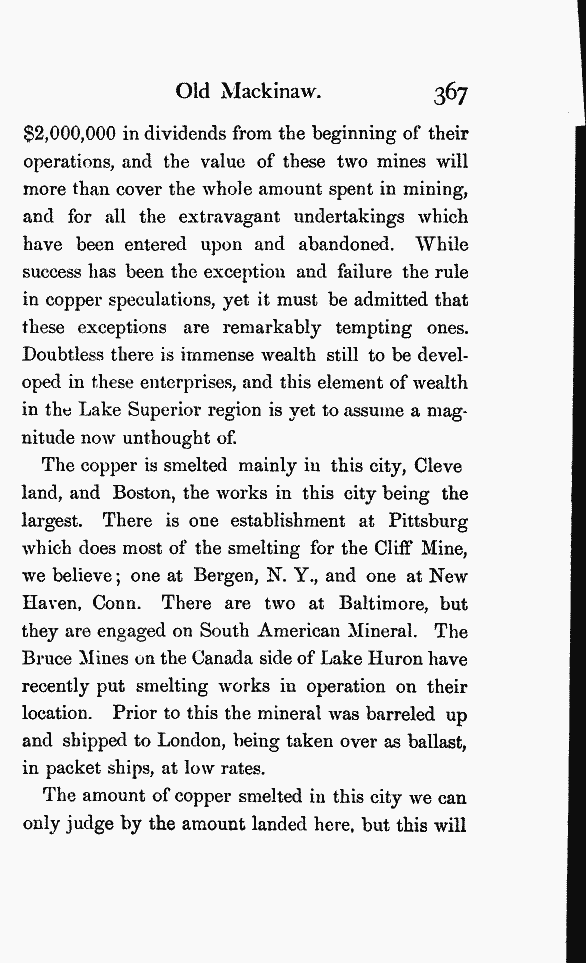 Old Mackinaw. 367
$2,000,000 in dividends from the beginning of their
operations, and the value of these two mines will
more than cover the whole amount spent in mining,
and for all the extravagant undertakings which
have been entered upon and abandoned. While
success has been the exception and failure the rule
in copper speculations, yet it must be admitted that
these exceptions are remarkably tempting ones.
Doubtless there is immense wealth still to be devel-
oped in these enterprises, and this element of wealth
in the Lake Superior region is yet to assume a mag-
nitude now unthought of.
The copper is smelted mainly in this city, Cleve
land, and Boston, the works in this city being the
largest. There is one establishment at Pittsburg
which does most of the smelting for the Cliff Mine,
we believe; one at Bergen, N. Y., and one at New
Haven, Conn. There are two at Baltimore, but
they are engaged on South American Mineral. The
Bruce Mines on the Canada side of Lake Huron have
recently put smelting works in operation on their
location. Prior to this the mineral was barreled up
and shipped to London, being taken over as ballast,
in packet ships, at low rates.
The amount of copper smelted in this city we can
only judge by the amount landed here, but this will